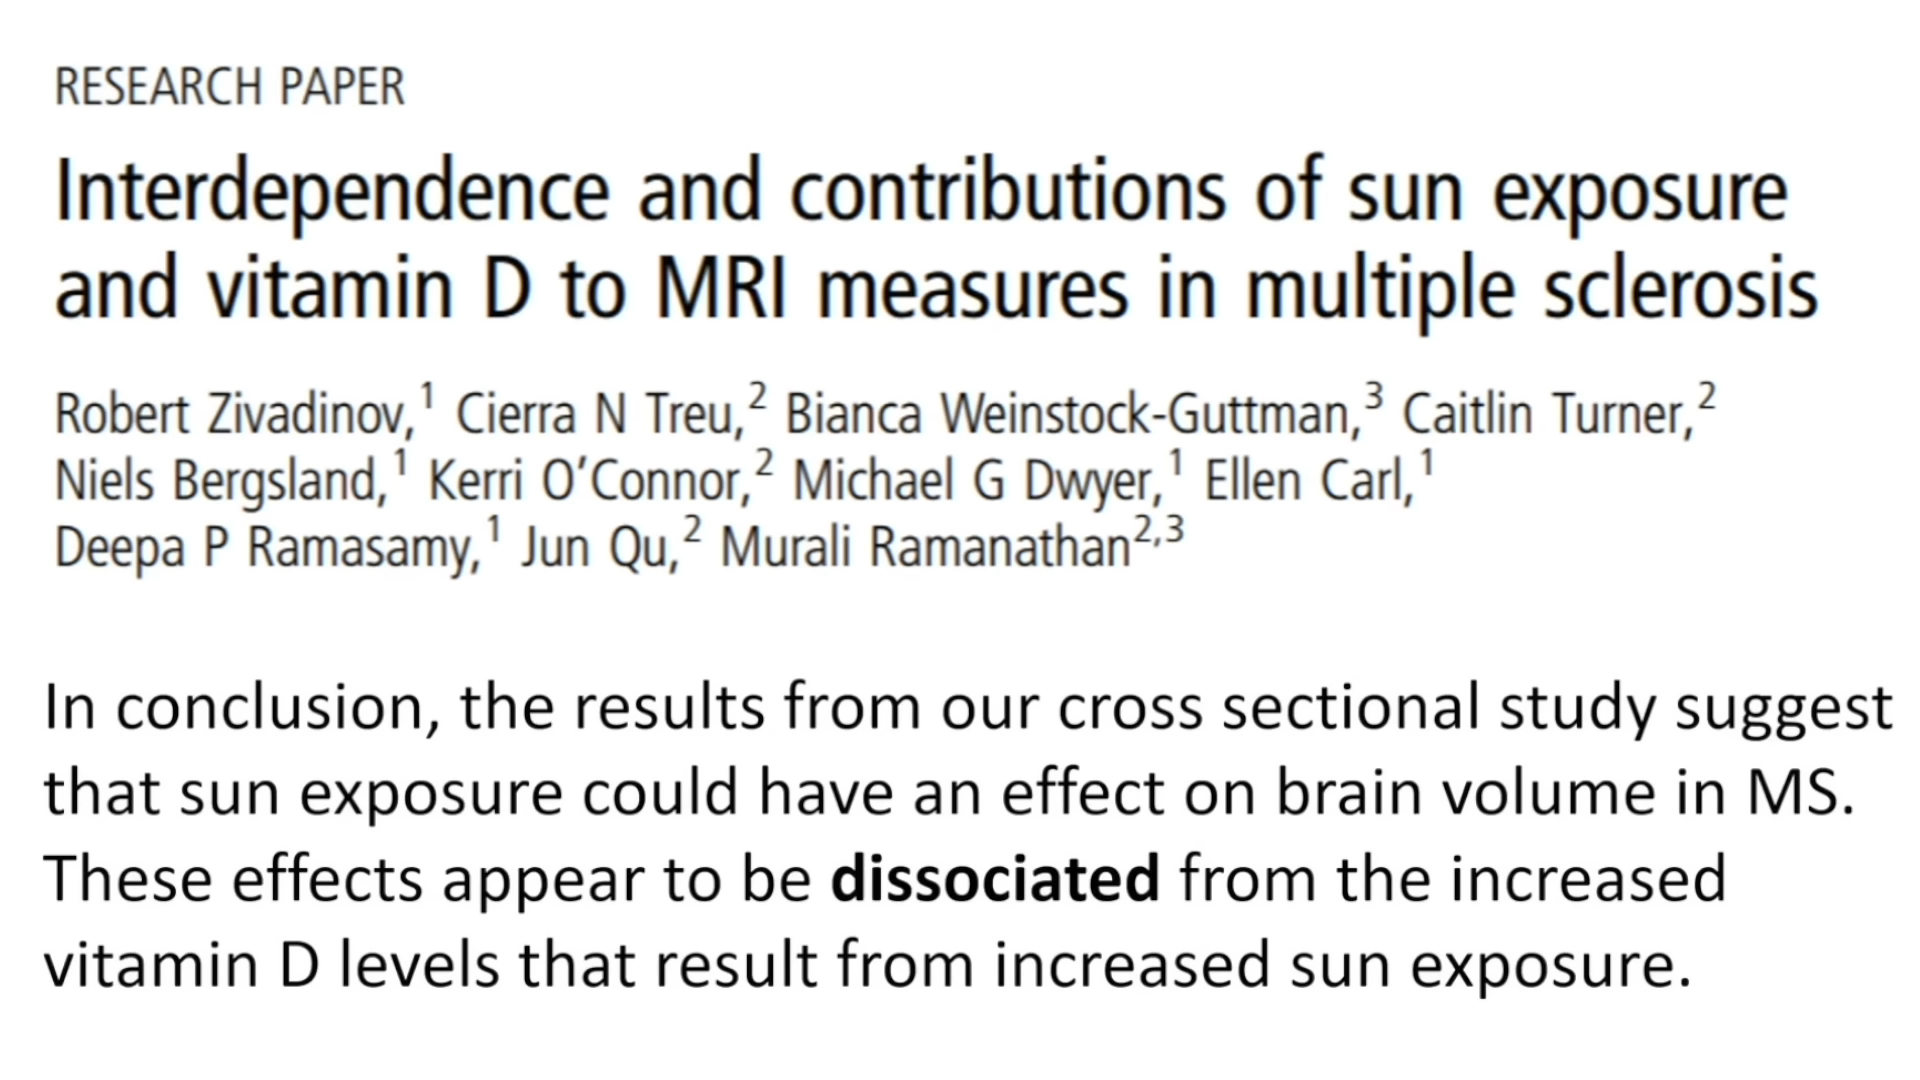 RESEARCH PAPER
Interdependence and contributions of sun exposure
and vitamin D to MRI measures in multiple sclerosis
Robert Zivadinov,1 Cierra N Treu,2 Bianca Weinstock-Guttman,3 Caitlin Turner,2
Niels Bergsland,1 Kerri O'Connor,2 Michael G Dwyer,1 Ellen Carl,1
Deepa P Ramasamy,1 Jun Qu,2 Murali Ramanathan2,3
In conclusion, the results from our cross sectional study suggest
that sun exposure could have an effect on brain volume in MS.
These effects appear to be dissociated from the increased
vitamin D levels that result from increased sun exposure.